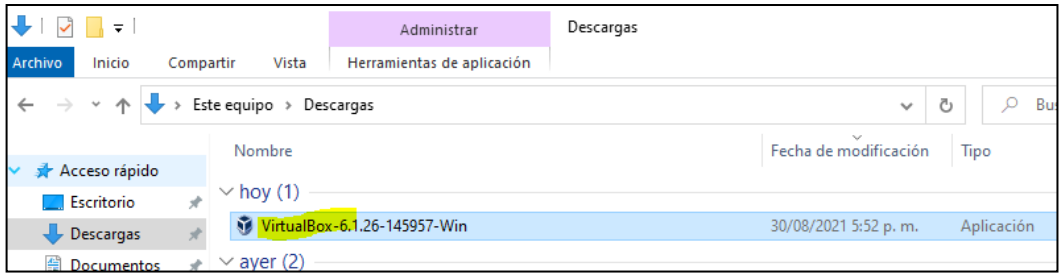 Administrar Descargas
Archivo Inicio Compartir Vista Herramientas de aplicación
Este equipo > Descargas Bus
Nombre Fecha de modificación Tipo
Acceso rápido
hoy (1)
Escritorio
VirtualBox-6.1.26-145957-Win 30/08/2021 5:52 p. m. Aplicación
Descargas
Documentos
ayer (2)